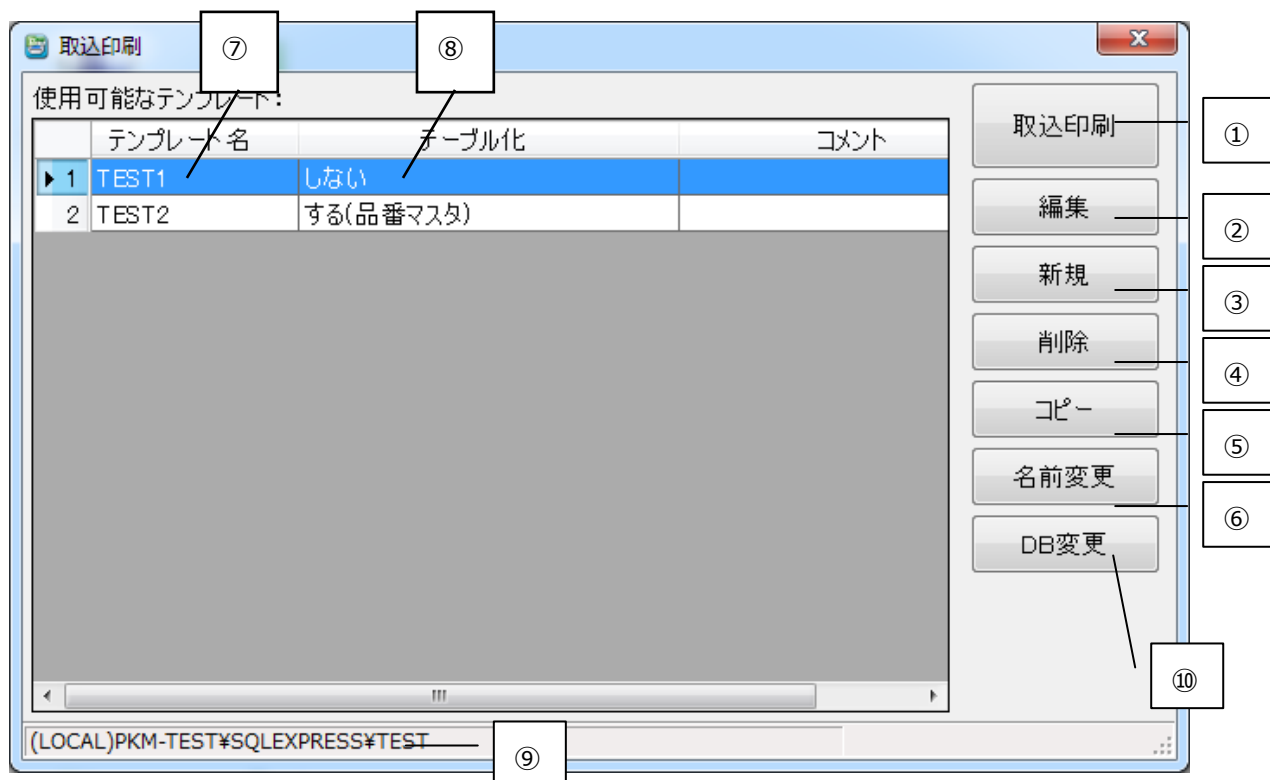 取込印刷
⑦
⑧
使用可能なテンプレート:
テンプレート名 テーブル化 コメント
1 TEST1 しない
2 TEST2 する(品番マスタ)
取込印刷
①
編集
②
新規
③
削除
④
コピー
⑤
名前変更
⑥
DB変更
⑩
(LOCAL)PKM-TEST¥SQLEXPRESS¥TEST
⑨